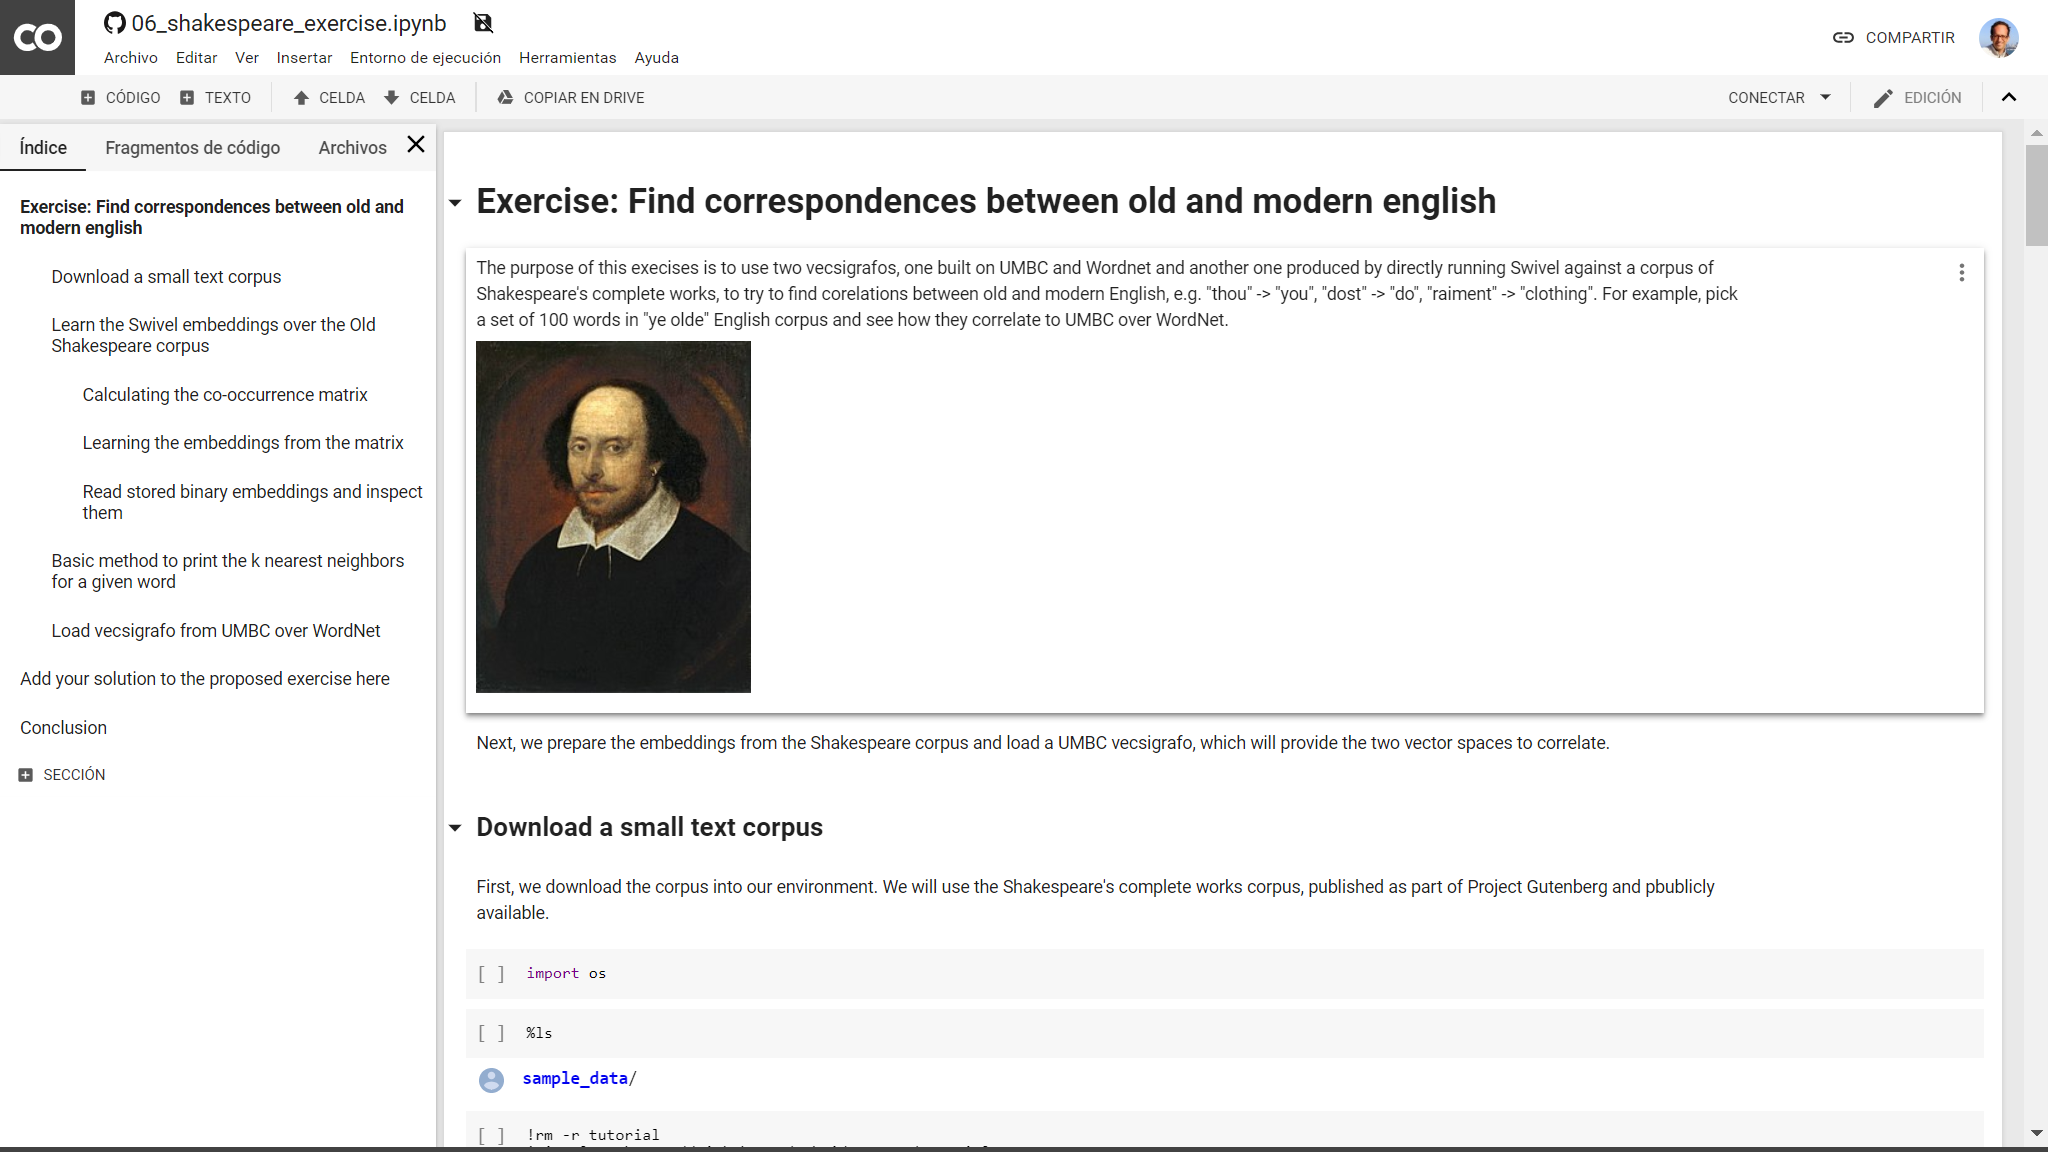 CO
06_shakespeare_exercise.ipynb
Archivo Editar Ver Insertar Entorno de ejecución Herramientas Ayuda
COMPARTIR
CÓDIGO TEXTO CELDA CELDA COPIAR EN DRIVE
CONECTAR EDICIÓN
Índice Fragmentos de código Archivos
Exercise: Find correspondences between old and
modern english
Download a small text corpus
Learn the Swivel embeddings over the Old
Shakespeare corpus
Calculating the co-occurrence matrix
Learning the embeddings from the matrix
Read stored binary embeddings and inspect
them
Basic method to print the k nearest neighbors
for a given word
Load vecsigrafo from UMBC over WordNet
Add your solution to the proposed exercise here
Conclusion
SECCIÓN
Exercise: Find correspondences between old and modern english
The purpose of this execises is to use two vecsigrafos, one built on UMBC and Wordnet and another one produced by directly running Swivel against a corpus of
Shakespeare's complete works, to try to find corelations between old and modern English, e.g. "thou" -> "you", "dost" -> "do", "raiment" -> "clothing". For example, pick
a set of 100 words in "ye olde" English corpus and see how they correlate to UMBC over WordNet.
Next, we prepare the embeddings from the Shakespeare corpus and load a UMBC vecsigrafo, which will provide the two vector spaces to correlate.
Download a small text corpus
First, we download the corpus into our environment. We will use the Shakespeare's complete works corpus, published as part of Project Gutenberg and pbublicly
available.
[ ] import os
[ ] %ls
sample_data/
[ ] !rm -r tutorial